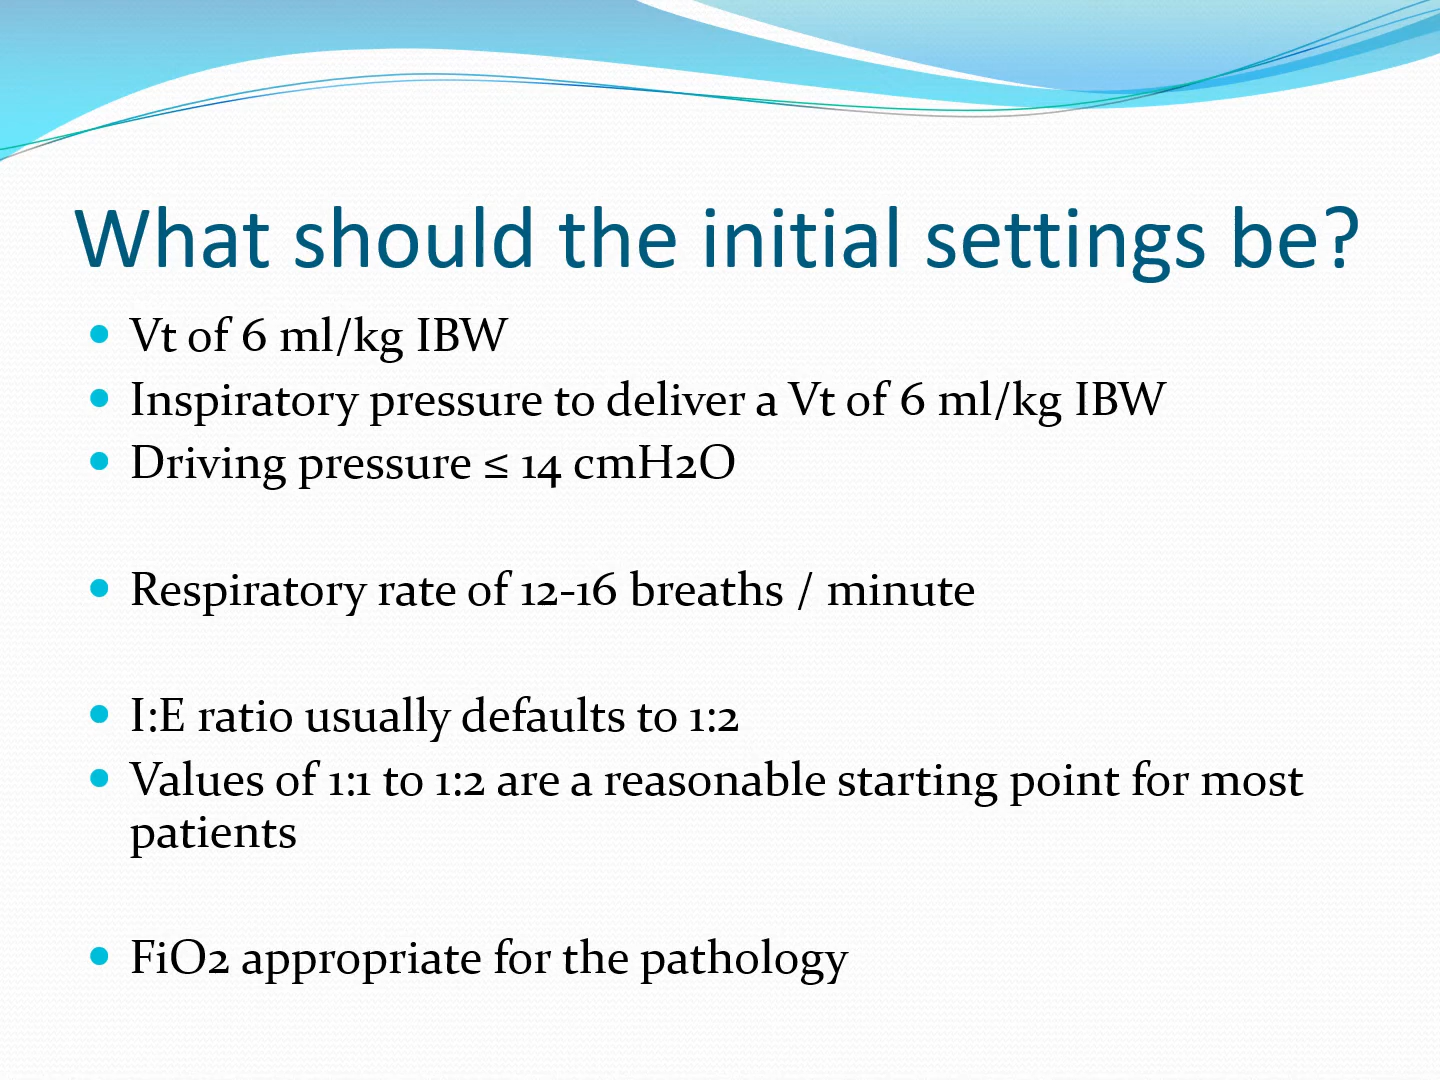 What should the initial settings be?
• Vt of 6 ml/kg IBW
• Inspiratory pressure to deliver a Vt of 6 ml/kg IBW
• Driving pressure ≤ 14 cmH2O
• Respiratory rate of 12-16 breaths / minute
• I:E ratio usually defaults to 1:2
• Values of 1:1 to 1:2 are a reasonable starting point for most
patients
• FiO2 appropriate for the pathology